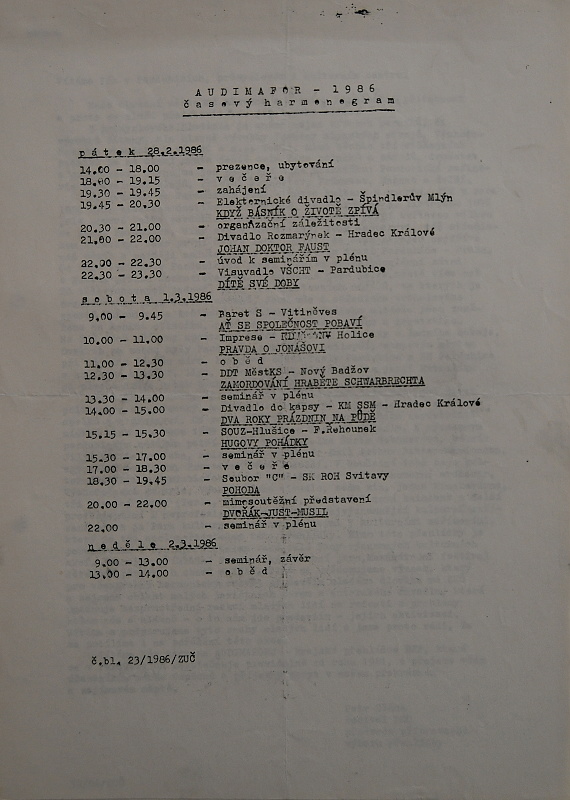 A U D I M A F O R - 1 9 8 6
č a s o v ý  h a r m o n o g r a m
p á t e k  28.2.1986
14.00 - 18.00 - prezence, ubytování
18.00 - 19.15 - v e č e ř e
19.30 - 19.45 - zahájení
19.45 - 20.30 - Elekternické divadlo - Špindlerův Mlýn
KDYŽ BÁSNÍK O ŽIVOTĚ ZPÍVÁ
20.30 - 21.00 - organizační záležitosti
21.00 - 22.00 - Divadlo Rozmarýnek - Hradec Králové
JOHAN DOKTOR FAUST
22.00 - 22.30 - úvod k seminářím v plénu
22.30 - 23.30 - Visuvadlo VŠCHT - Pardubice
DÍTĚ SVÉ DOBY
s o b o t a  1.3.1986
9.00 - 9.45 - Baret S - Vitiněves
AŤ SE SPOLEČNOST POBAVÍ
10.00 - 11.00 - Imprese - Holice
PRAVDA O JONÁŠOVI
11.00 - 12.30 - o b ě d
12.30 - 13.30 - DDT MěstKS - Nový Badžov
ZAMORDOVÁNÍ HRABĚTE SCHWARBRECHTA
13.30 - 14.00 - seminář v plénu
14.00 - 15.00 - Divadlo do kapsy - KM SSM - Hradec Králové
DVA ROKY PRÁZDNIN NA PŮDĚ
15.15 - 15.30 - SOUZ-Hlušice - F.Řehounek
HUGOVY POHÁDKY
15.30 - 17.00 - seminář v plénu
17.00 - 18.30 - v e č e ř e
18.30 - 19.45 - Soubor "C" - SK ROH Svitavy
POHODA
20.00 - 22.00 - mimosoutěžní představení
DVOŘÁK-JUST-MUSIL
22.00 - seminář v plénu
n e d ě l e  2.3.1986
9.00 - 13.00 - seminář, závěr
13.00 - 14.00 - o b ě d
č.bl. 23/1986/ZUČ